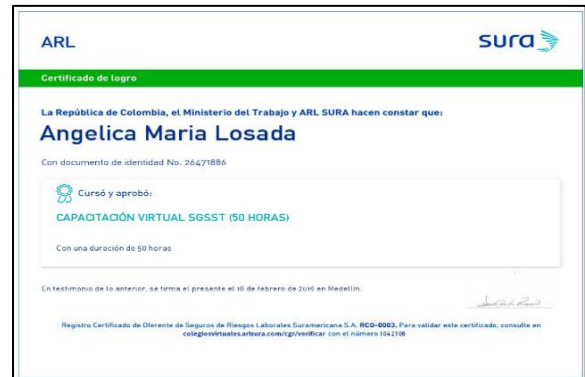 ARL
sura
Certificado de logro
La República de Colombia, el Ministerio del Trabajo y ARL SURA hacen constar que:
Angelica Maria Losada
Con documento de identidad No. 26471886
Cursó y aprobó:
CAPACITACIÓN VIRTUAL SGSST (50 HORAS)
Con una duración de 50 horas
En testimonio de lo anterior, se firma el presente el 18 de febrero de 2019 en Medellín.
Registro Certificado de Oferente de Seguros de Riesgos Laborales Suramericana S.A. RCO-0003. Para validar este certificado, consulte en
colegiosvirtuales.arlsura.com/cgr/verificar con el número 1042108